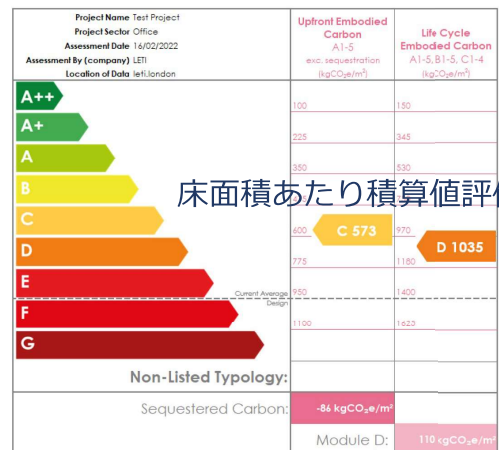 Project Name Test Project
Project Sector Office
Assessment Date 16/02/2022
Assessment By (company) LETI
Location of Data leti.london
Upfront Embodied
Carbon
A1-5
exc. sequestration
(kgCO₂e/m²)
Life Cycle
Embodied Carbon
A1-5, B1-5, C1-4
(kgCO₂e/m²)
A++
100 150
A+
225 345
A
350 530
B
床面積あたり積算値評価
C
600 C 573 970
D 1035
D
775 1180
E
Current Average 950 1400
Design
F
1100 1625
G
Non-Listed Typology:
Sequestered Carbon: -86 kgCO₂e/m²
Module D: 110 kgCO₂e/m²